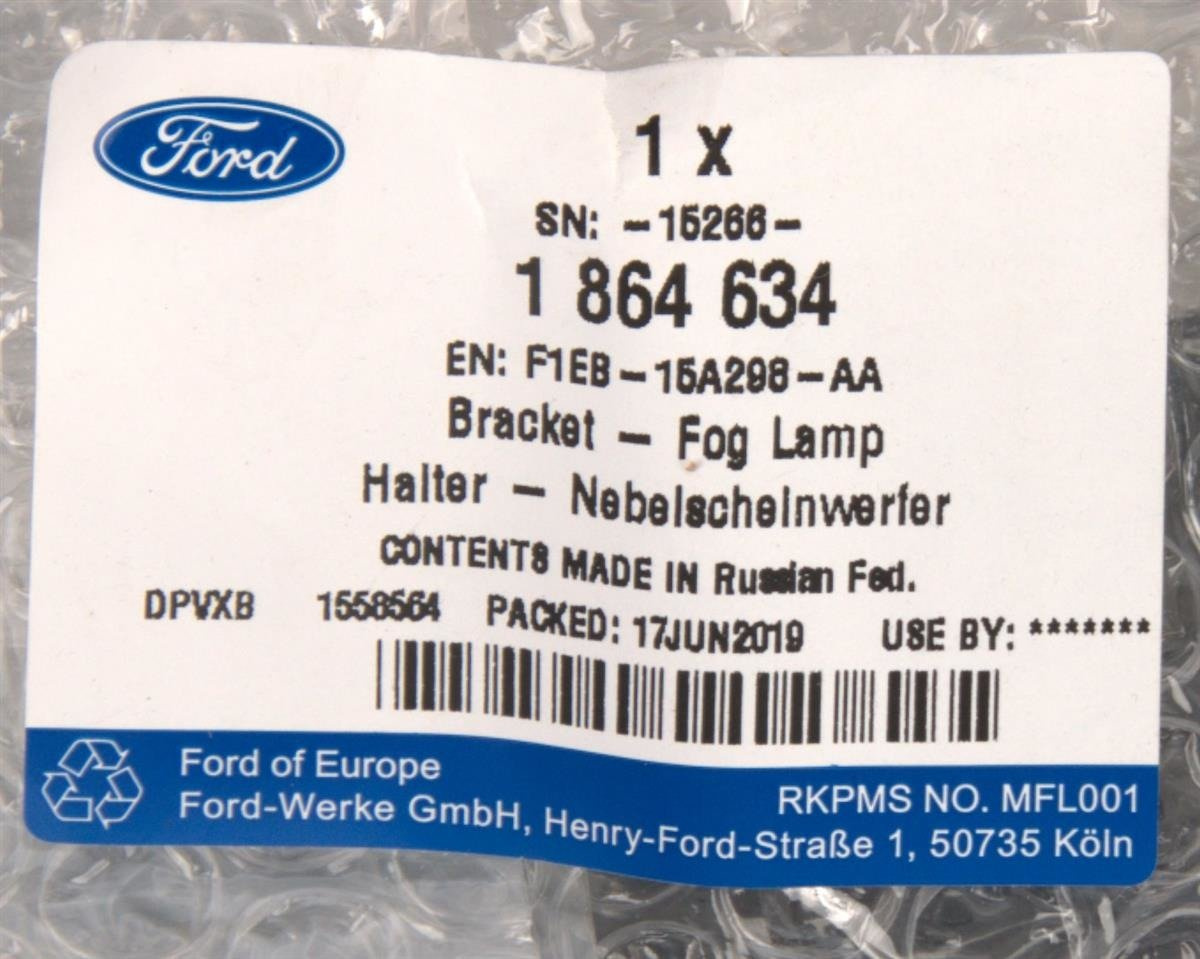 Ford
1 x
SN: -15266-
1 864 634
EN: F1EB-15A298-AA
Bracket - Fog Lamp
Halter - Nebelscheinwerfer
CONTENTS MADE IN Russian Fed.
DPVXB 1558564 PACKED: 17JUN2019 USE BY: *******
Ford of Europe
RKPMS NO. MFL001
Ford-Werke GmbH, Henry-Ford-Straße 1, 50735 Köln